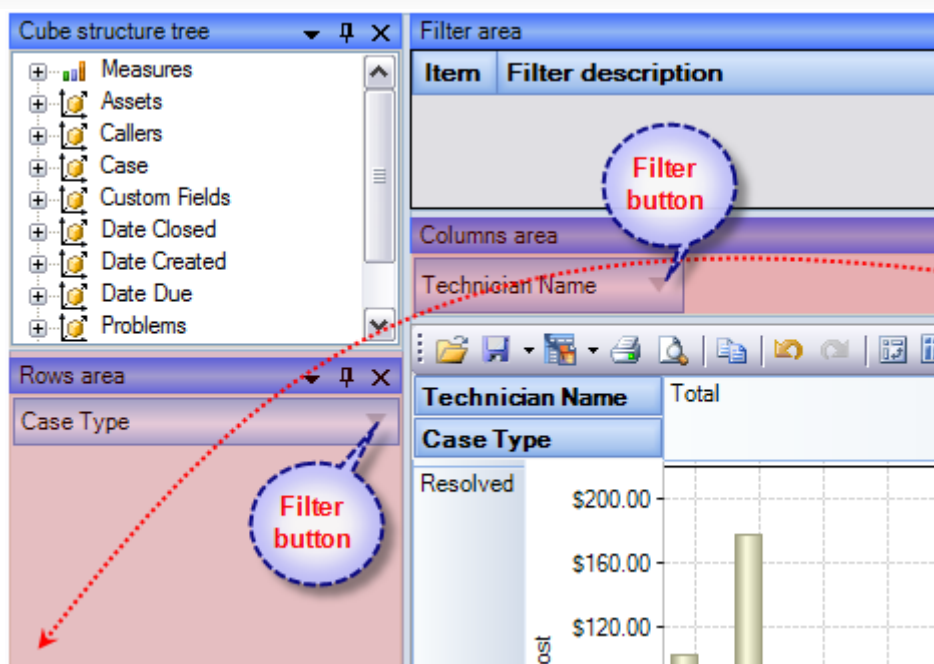 Cube structure tree
Measures
Assets
Callers
Case
Custom Fields
Date Closed
Date Created
Date Due
Problems
Rows area
Case Type
Filter
button
Filter area
Item Filter description
Filter
button
Columns area
Technician Name
Technician Name
Total
Case Type
Resolved
$200.00
$160.00
$120.00